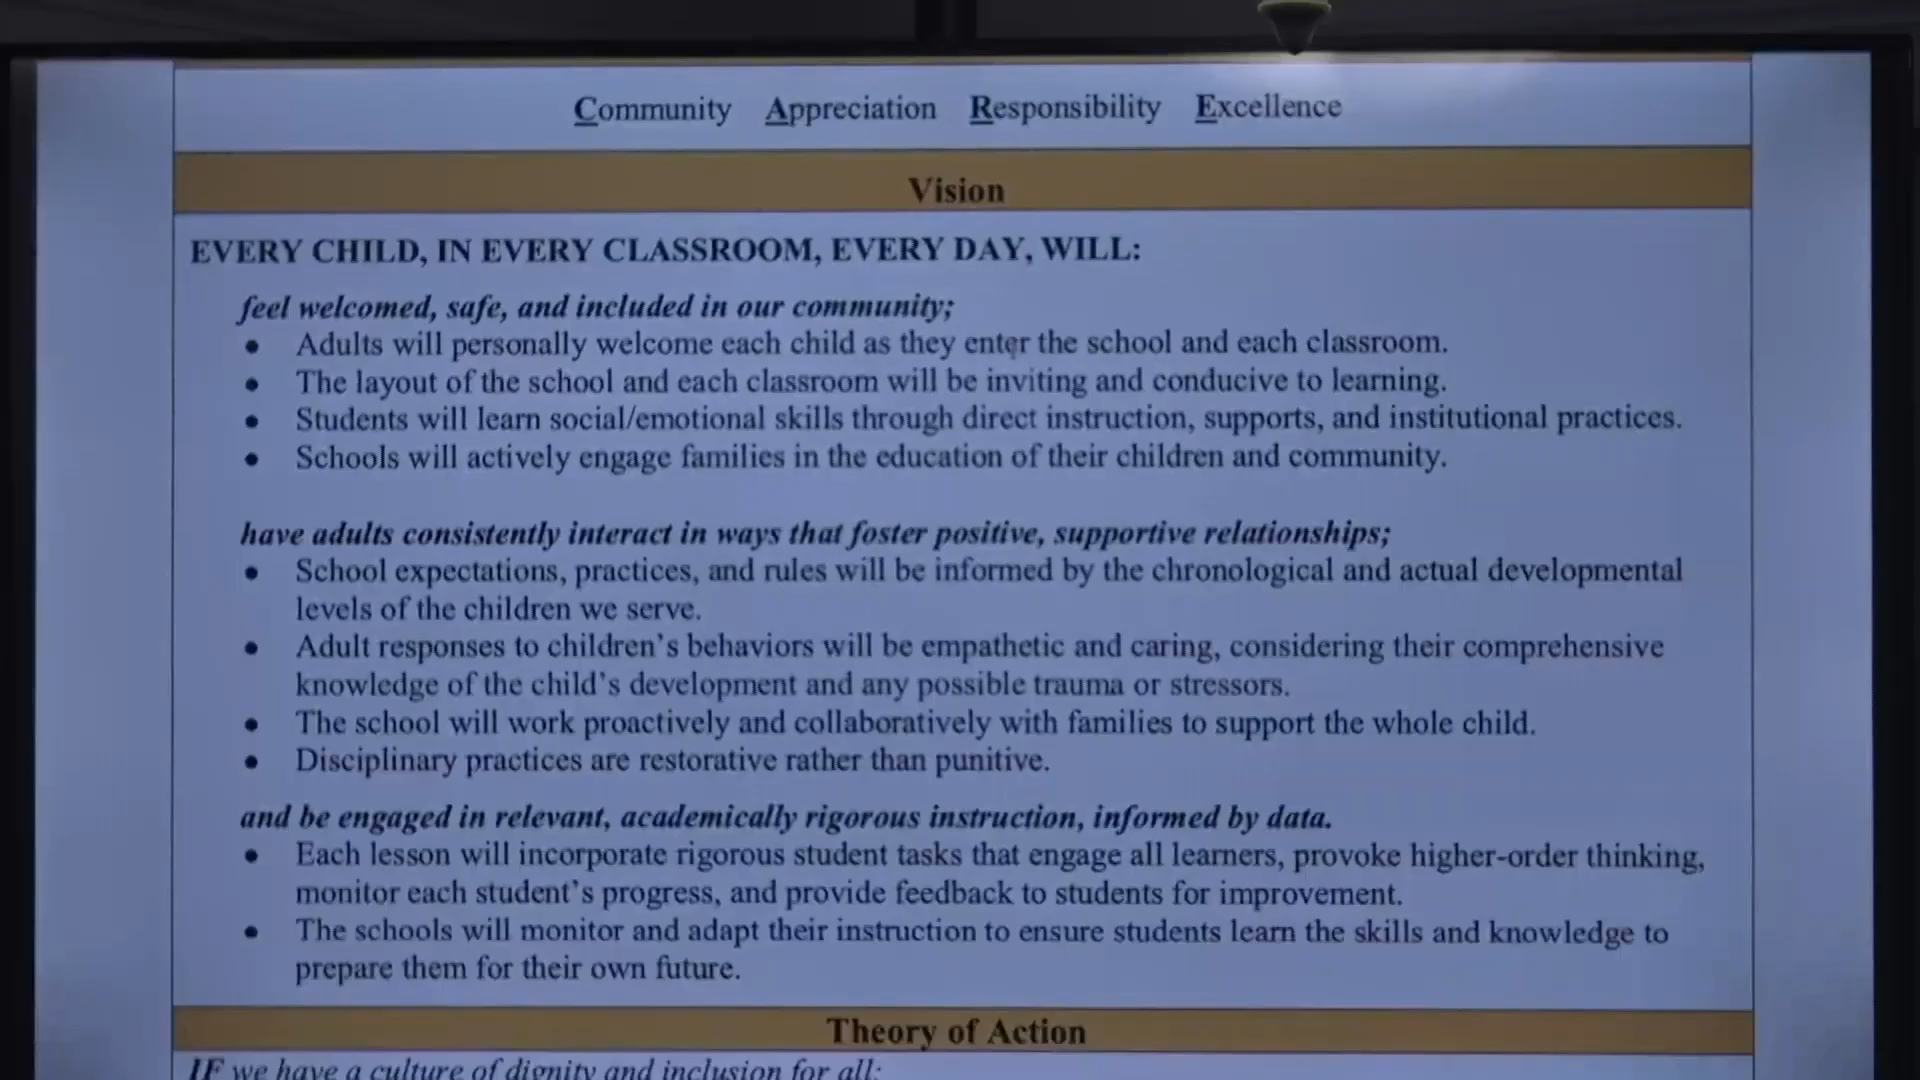 Community Appreciation Responsibility Excellence
Vision
EVERY CHILD, IN EVERY CLASSROOM, EVERY DAY, WILL:
feel welcomed, safe, and included in our community;
• Adults will personally welcome each child as they enter the school and each classroom.
• The layout of the school and each classroom will be inviting and conducive to learning.
• Students will learn social/emotional skills through direct instruction, supports, and institutional practices.
• Schools will actively engage families in the education of their children and community.
have adults consistently interact in ways that foster positive, supportive relationships;
• School expectations, practices, and rules will be informed by the chronological and actual developmental
levels of the children we serve.
• Adult responses to children’s behaviors will be empathetic and caring, considering their comprehensive
knowledge of the child’s development and any possible trauma or stressors.
• The school will work proactively and collaboratively with families to support the whole child.
• Disciplinary practices are restorative rather than punitive.
and be engaged in relevant, academically rigorous instruction, informed by data.
• Each lesson will incorporate rigorous student tasks that engage all learners, provoke higher-order thinking,
monitor each student’s progress, and provide feedback to students for improvement.
• The schools will monitor and adapt their instruction to ensure students learn the skills and knowledge to
prepare them for their own future.
Theory of Action
IF we have a culture of dignity and inclusion for all: